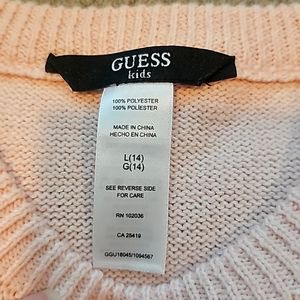 GUESS
kids
100% POLYESTER
100% POLIESTER
MADE IN CHINA
HECHO EN CHINA
L(14)
G(14)
SEE REVERSE SIDE
FOR CARE
RN 102036
CA 25419
GGU18045/1094567